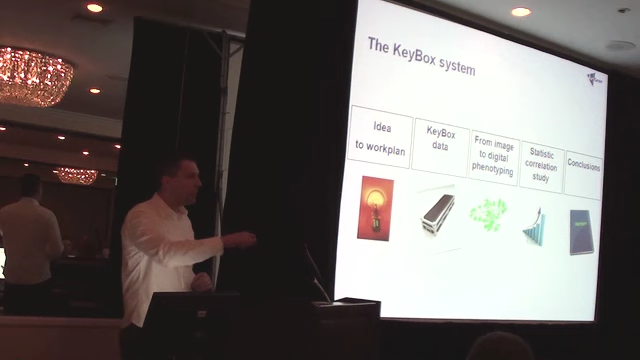 The KeyBox system
Idea
to workplan
KeyBox
data
From image
to digital
phenotyping
Statistic
correlation
study
Conclusions